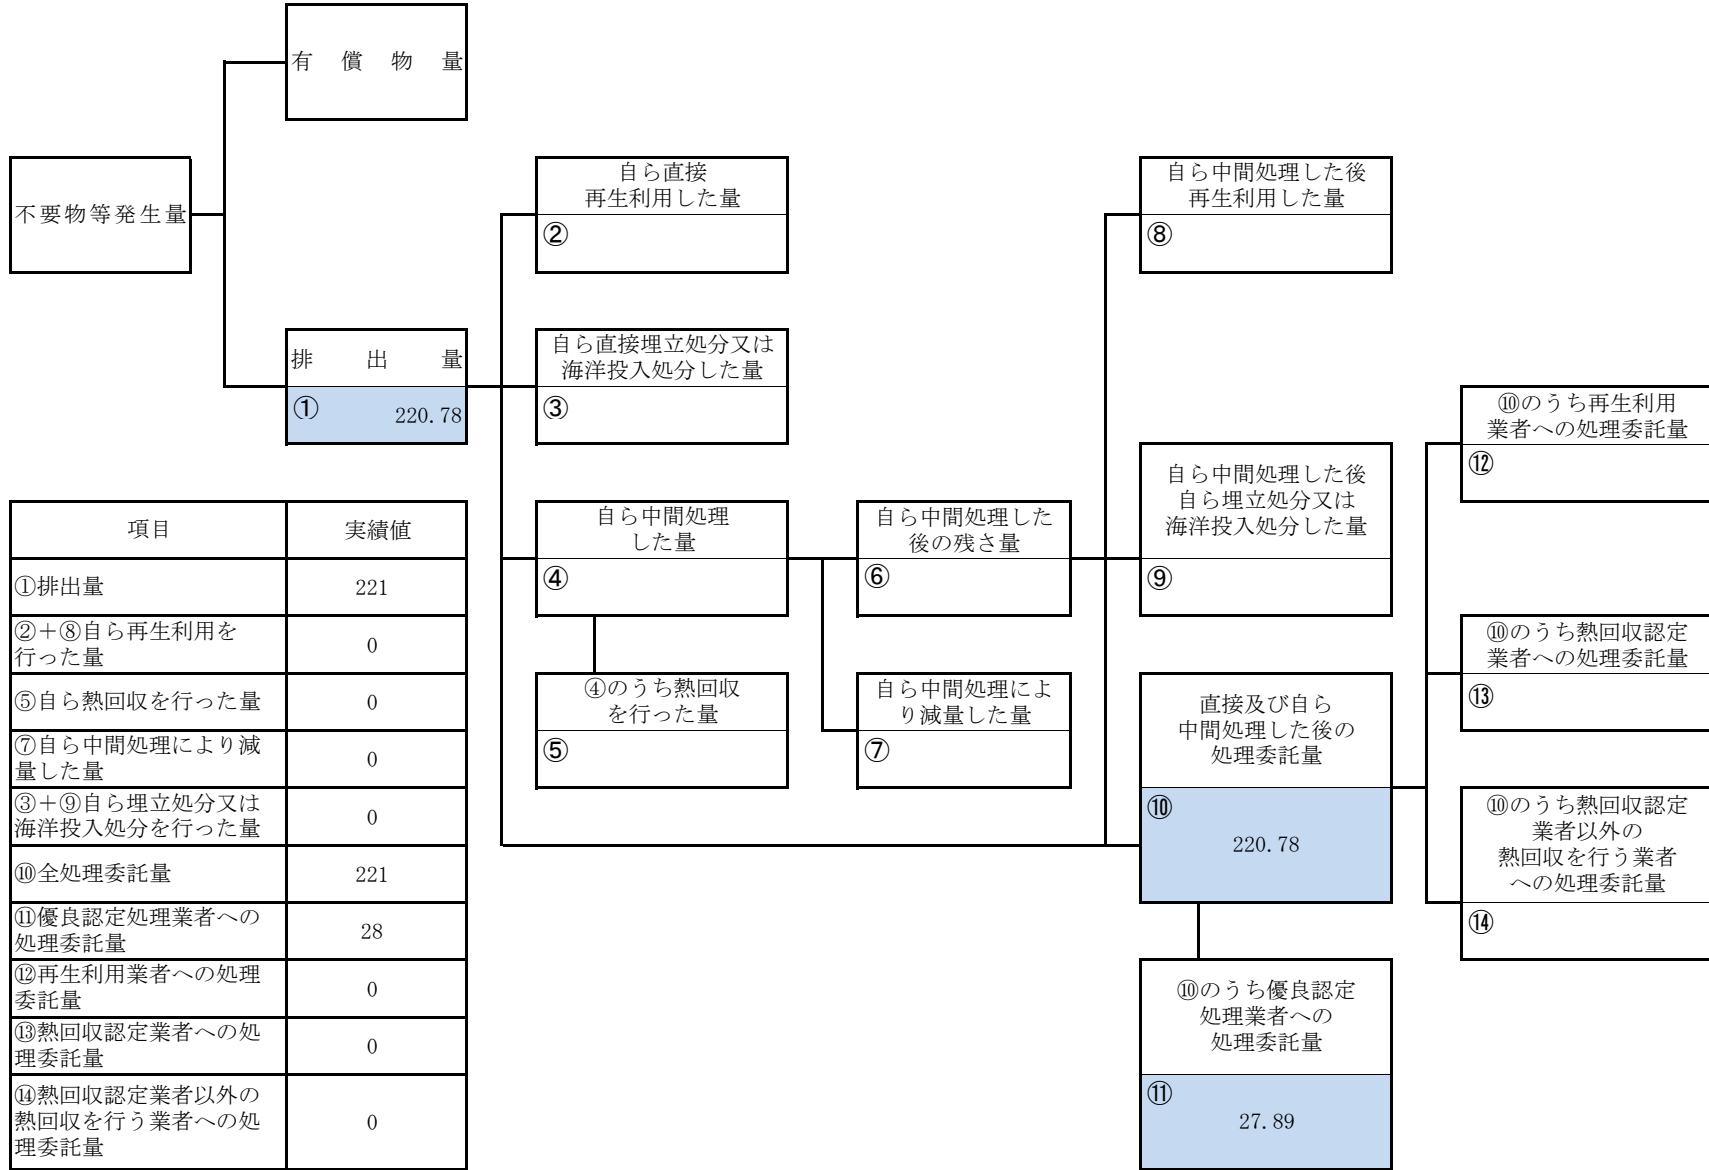 有償物量
不要物等発生量
排出量
① 220.78
自ら直接
再生利用した量
②
自ら直接埋立処分又は
海洋投入処分した量
③
自ら中間処理
した量
④
④のうち熱回収
を行った量
⑤
自ら中間処理した
後の残さ量
⑥
自ら中間処理によ
り減量した量
⑦
自ら中間処理した後
再生利用した量
⑧
自ら中間処理した後
自ら埋立処分又は
海洋投入処分した量
⑨
直接及び自ら
中間処理した後の
処理委託量
⑩
220.78
⑩のうち優良認定
処理業者への
処理委託量
⑪
27.89
⑩のうち再生利用
業者への処理委託量
⑫
⑩のうち熱回収認定
業者への処理委託量
⑬
⑩のうち熱回収認定
業者以外の
熱回収を行う業者
への処理委託量
⑭
項目 実績値
①排出量 221
②+⑧自ら再生利用を
行った量 0
⑤自ら熱回収を行った量 0
⑦自ら中間処理により減
量した量 0
③+⑨自ら埋立処分又は
海洋投入処分を行った量 0
⑩全処理委託量 221
⑪優良認定処理業者への
処理委託量 28
⑫再生利用業者への処理
委託量 0
⑬熱回収認定業者への処
理委託量 0
⑭熱回収認定業者以外の
熱回収を行う業者への処
理委託量 0